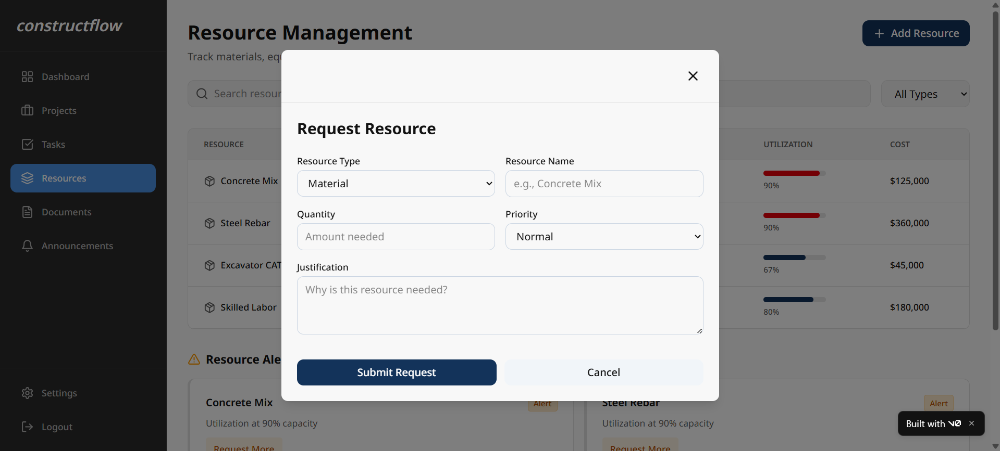 constructflow
Dashboard
Projects
Tasks
Resources
Documents
Announcements
Settings
Logout
Resource Management
Add Resource
Track materials, equ
Search resour
All Types
RESOURCE
UTILIZATION
COST
Concrete Mix
90%
$125,000
Steel Rebar
90%
$360,000
Excavator CAT
67%
$45,000
Skilled Labor
80%
$180,000
Resource Ale
Concrete Mix
Alert
Utilization at 90% capacity
Request More
Steel Rebar
Alert
Utilization at 90% capacity
Request More
Request Resource
Resource Type
Material
Resource Name
e.g., Concrete Mix
Quantity
Amount needed
Priority
Normal
Justification
Why is this resource needed?
Submit Request
Cancel
Built with v0